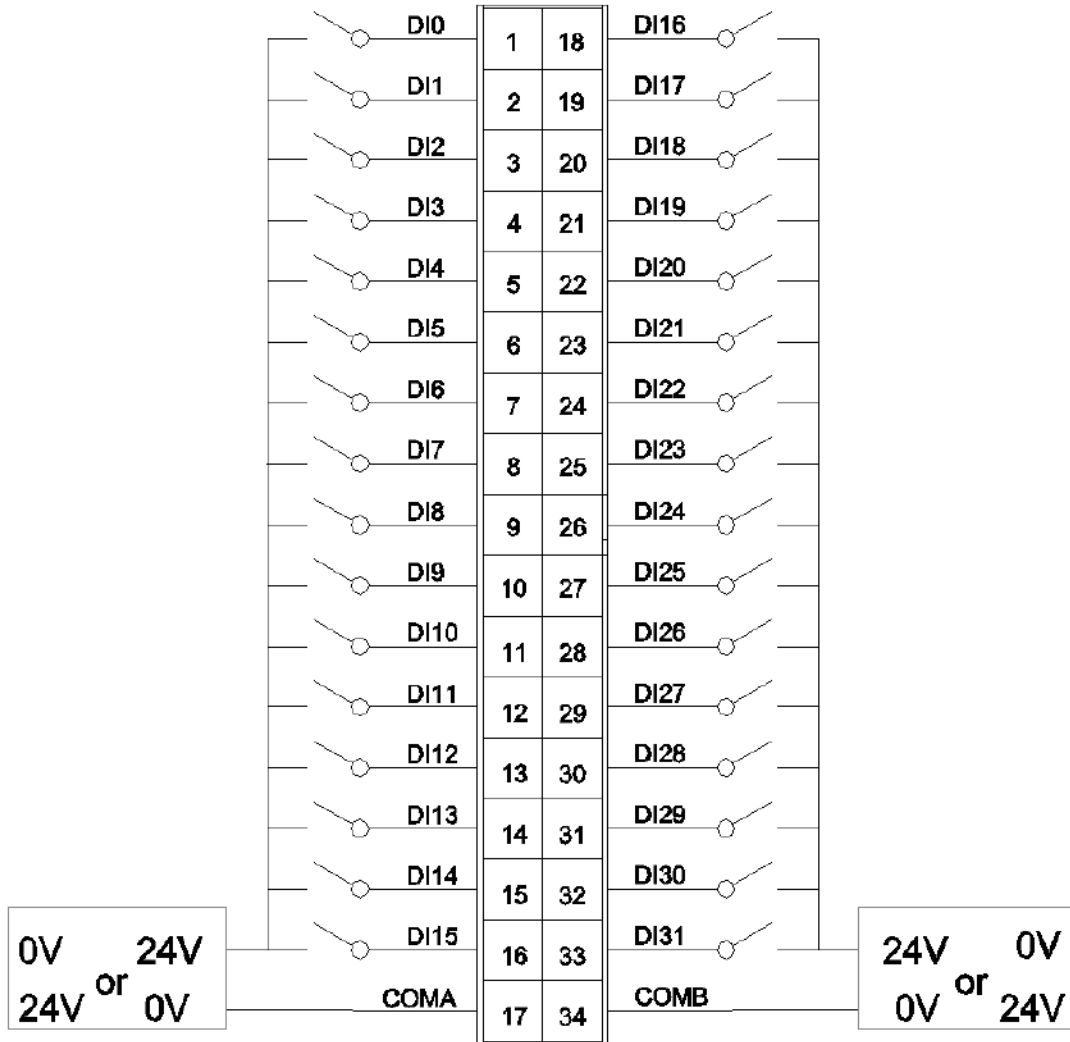 DI0 1 18 DI16
DI1 2 19 DI17
DI2 3 20 DI18
DI3 4 21 DI19
DI4 5 22 DI20
DI5 6 23 DI21
DI6 7 24 DI22
DI7 8 25 DI23
DI8 9 26 DI24
DI9 10 27 DI25
DI10 11 28 DI26
DI11 12 29 DI27
DI12 13 30 DI28
DI13 14 31 DI29
DI14 15 32 DI30
0V 24V DI15 16 33 DI31 24V 0V
or or
24V 0V COMA 17 34 COMB 0V 24V